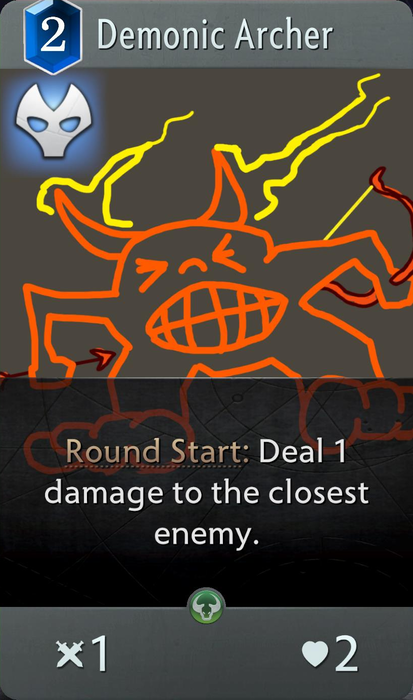 2 Demonic Archer
Round Start: Deal 1
damage to the closest
enemy.
1 2